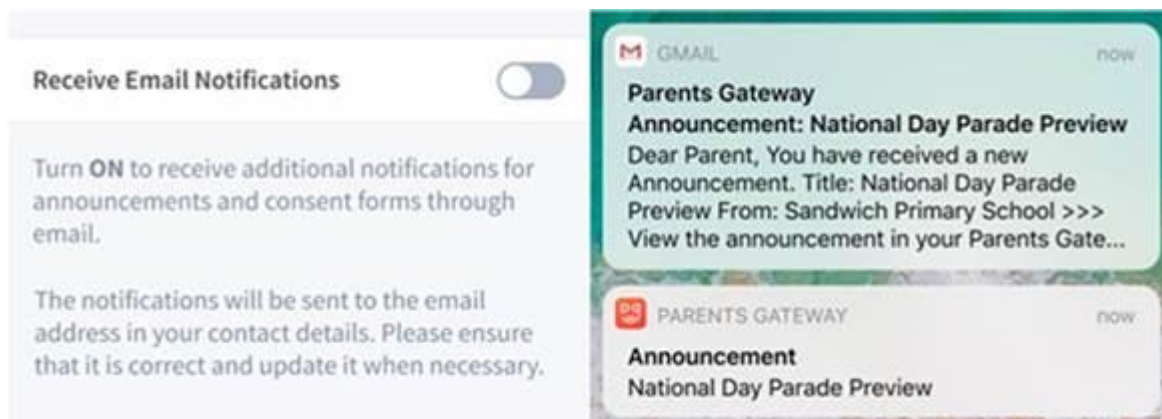 Receive Email Notifications
Turn ON to receive additional notifications for
announcements and consent forms through
email.
The notifications will be sent to the email
address in your contact details. Please ensure
that it is correct and update it when necessary.
GMAIL now
Parents Gateway
Announcement: National Day Parade Preview
Dear Parent, You have received a new
Announcement. Title: National Day Parade
Preview From: Sandwich Primary School >>>
View the announcement in your Parents Gate...
PARENTS GATEWAY now
Announcement
National Day Parade Preview